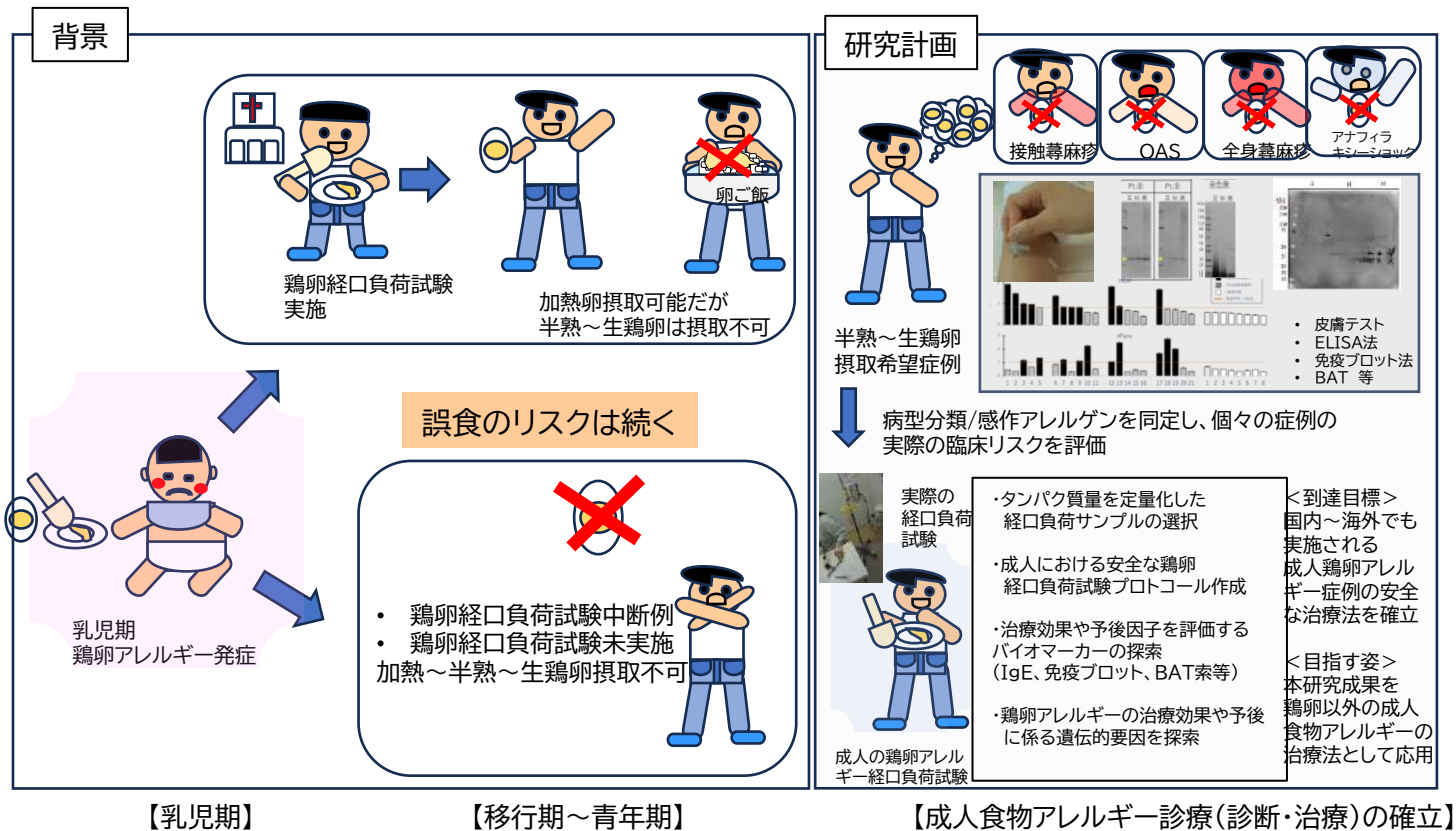 背景
鶏卵経口負荷試験
実施
卵ご飯
加熱卵摂取可能だが
半熟~生鶏卵は摂取不可
誤食のリスクは続く
乳児期
鶏卵アレルギー発症
• 鶏卵経口負荷試験中断例
• 鶏卵経口負荷試験未実施
加熱~半熟~生鶏卵摂取不可
【乳児期】
【移行期~青年期】
研究計画
接触蕁麻疹
OAS
全身蕁麻疹
アナフィラ
キシーショック
半熟~生鶏卵
摂取希望症例
• 皮膚テスト
• ELISA法
• 免疫ブロット法
• BAT 等
病型分類/感作アレルゲンを同定し、個々の症例の
実際の臨床リスクを評価
実際の
経口負荷
試験
成人の鶏卵アレル
ギー経口負荷試験
・タンパク質量を定量化した
経口負荷サンプルの選択
・成人における安全な鶏卵
経口負荷試験プロトコール作成
・治療効果や予後因子を評価する
バイオマーカーの探索
(IgE、免疫ブロット、BAT索等)
・鶏卵アレルギーの治療効果や予後
に係る遺伝的要因を探索
<到達目標>
国内~海外でも
実施される
成人鶏卵アレル
ギー症例の安全
な治療法を確立
<目指す姿>
本研究成果を
鶏卵以外の成人
食物アレルギーの
治療法として応用
【成人食物アレルギー診療(診断・治療)の確立】